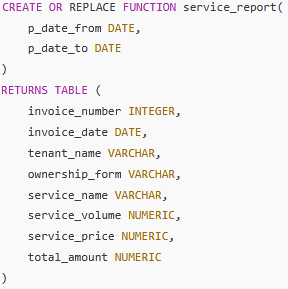 CREATE OR REPLACE FUNCTION service_report(
    p_date_from DATE,
    p_date_to DATE
)
RETURNS TABLE (
    invoice_number INTEGER,
    invoice_date DATE,
    tenant_name VARCHAR,
    ownership_form VARCHAR,
    service_name VARCHAR,
    service_volume NUMERIC,
    service_price NUMERIC,
    total_amount NUMERIC
)